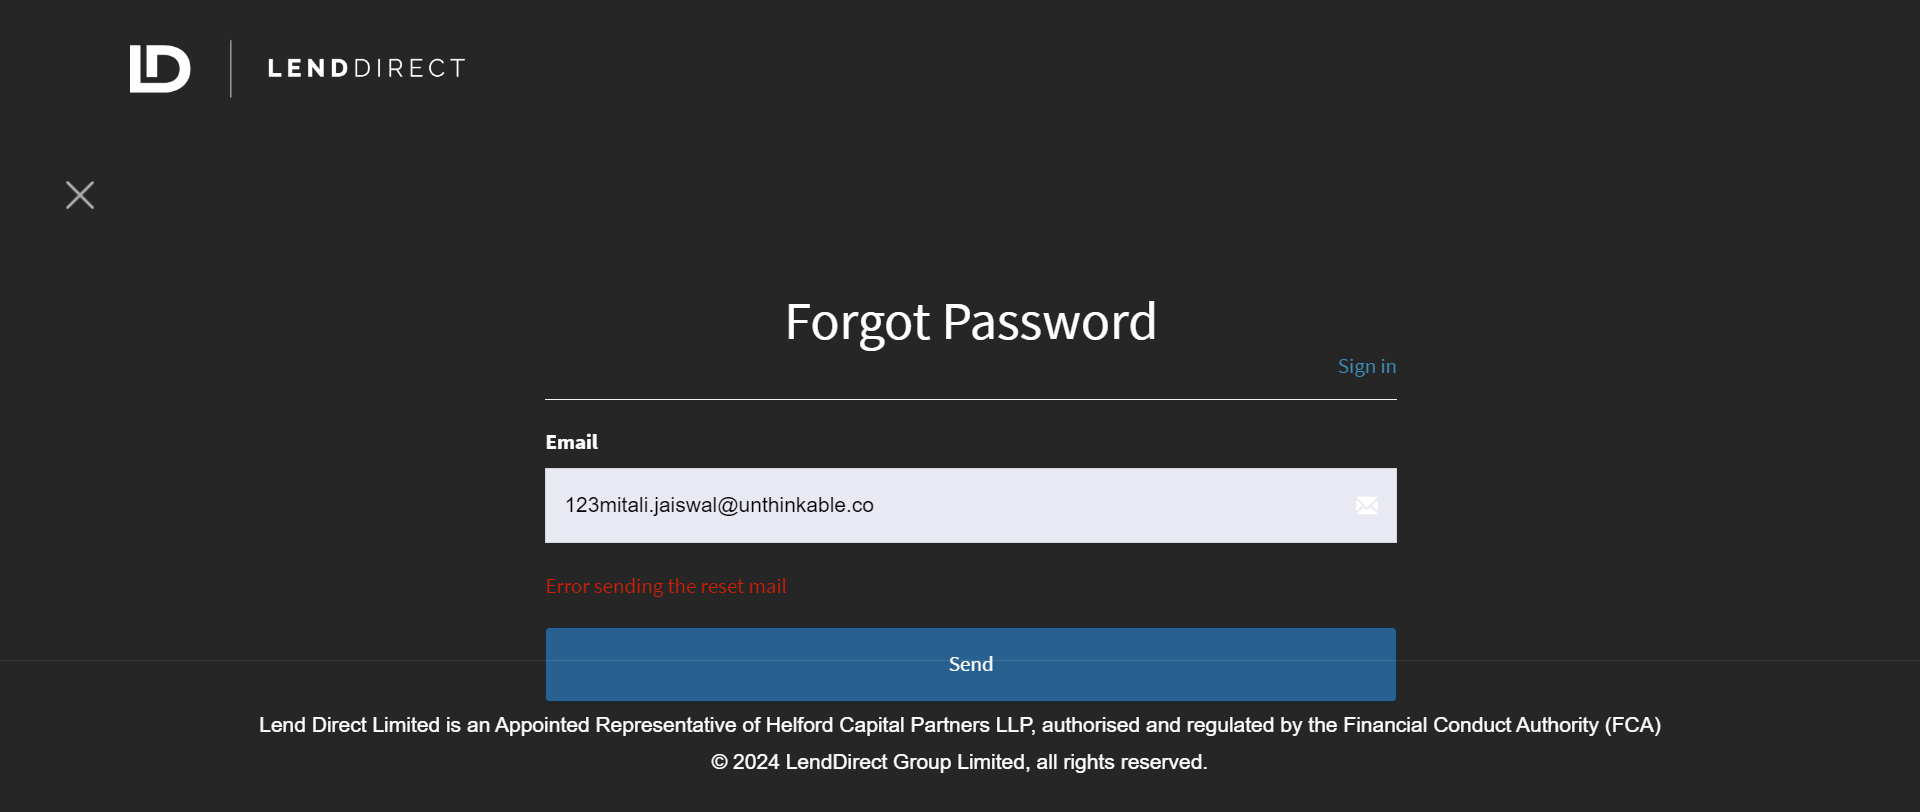 LD
LENDDIRECT
Forgot Password
Sign in
Email
123mitali.jaiswal@unthinkable.co
Error sending the reset mail
Send
Lend Direct Limited is an Appointed Representative of Helford Capital Partners LLP, authorised and regulated by the Financial Conduct Authority (FCA)
© 2024 LendDirect Group Limited, all rights reserved.